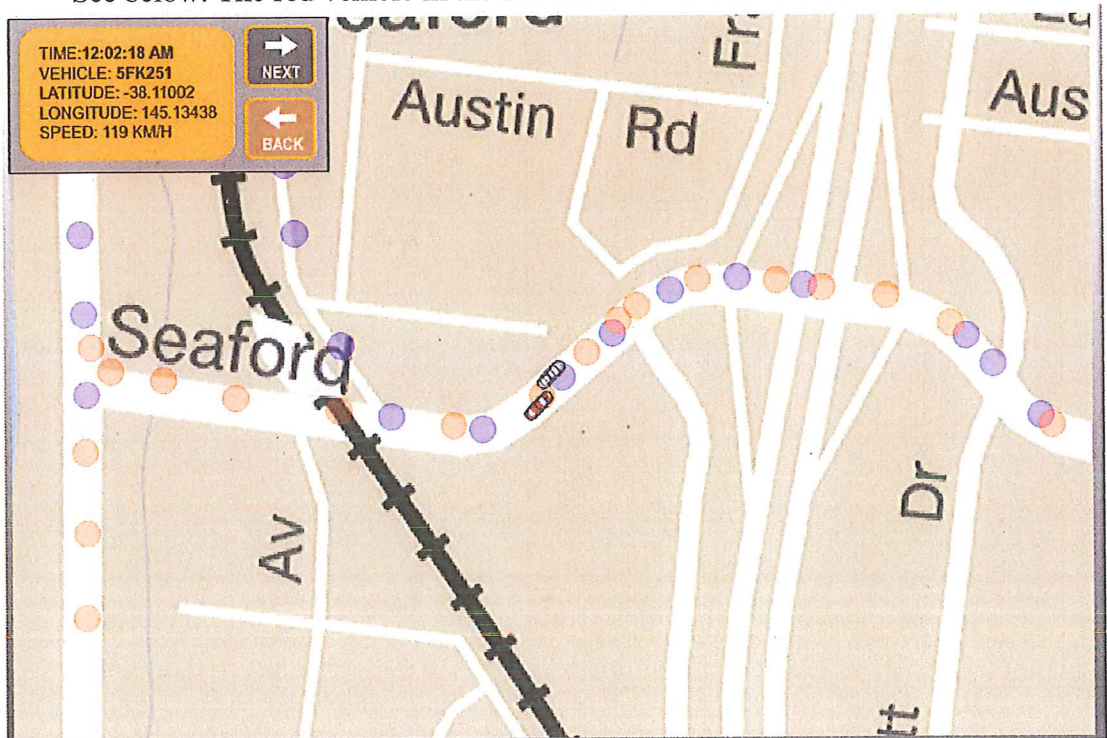 TIME:12:02:18 AM
VEHICLE: 5FK251
LATITUDE: -38.11002
LONGITUDE: 145.13438
SPEED: 119 KM/H
NEXT
BACK
Austin Rd
Aus
Seaford
Av
Dr